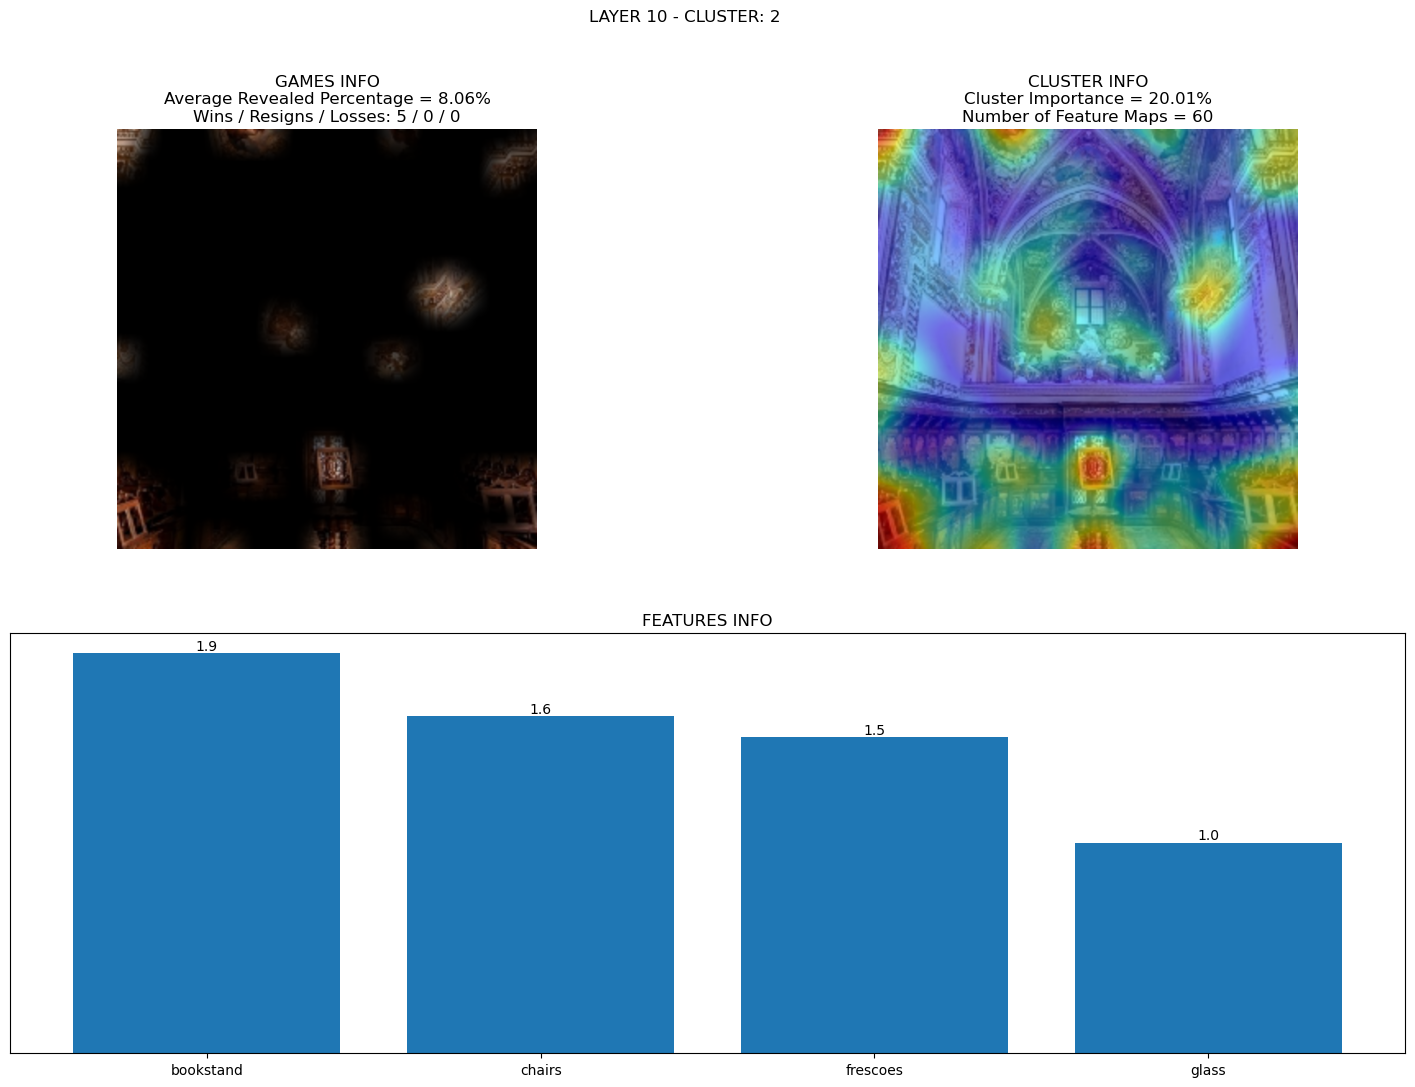 LAYER 10 - CLUSTER: 2
GAMES INFO
Average Revealed Percentage = 8.06%
Wins / Resigns / Losses: 5 / 0 / 0
CLUSTER INFO
Cluster Importance = 20.01%
Number of Feature Maps = 60
FEATURES INFO
1.9
1.6
1.5
1.0
bookstand
chairs
frescoes
glass